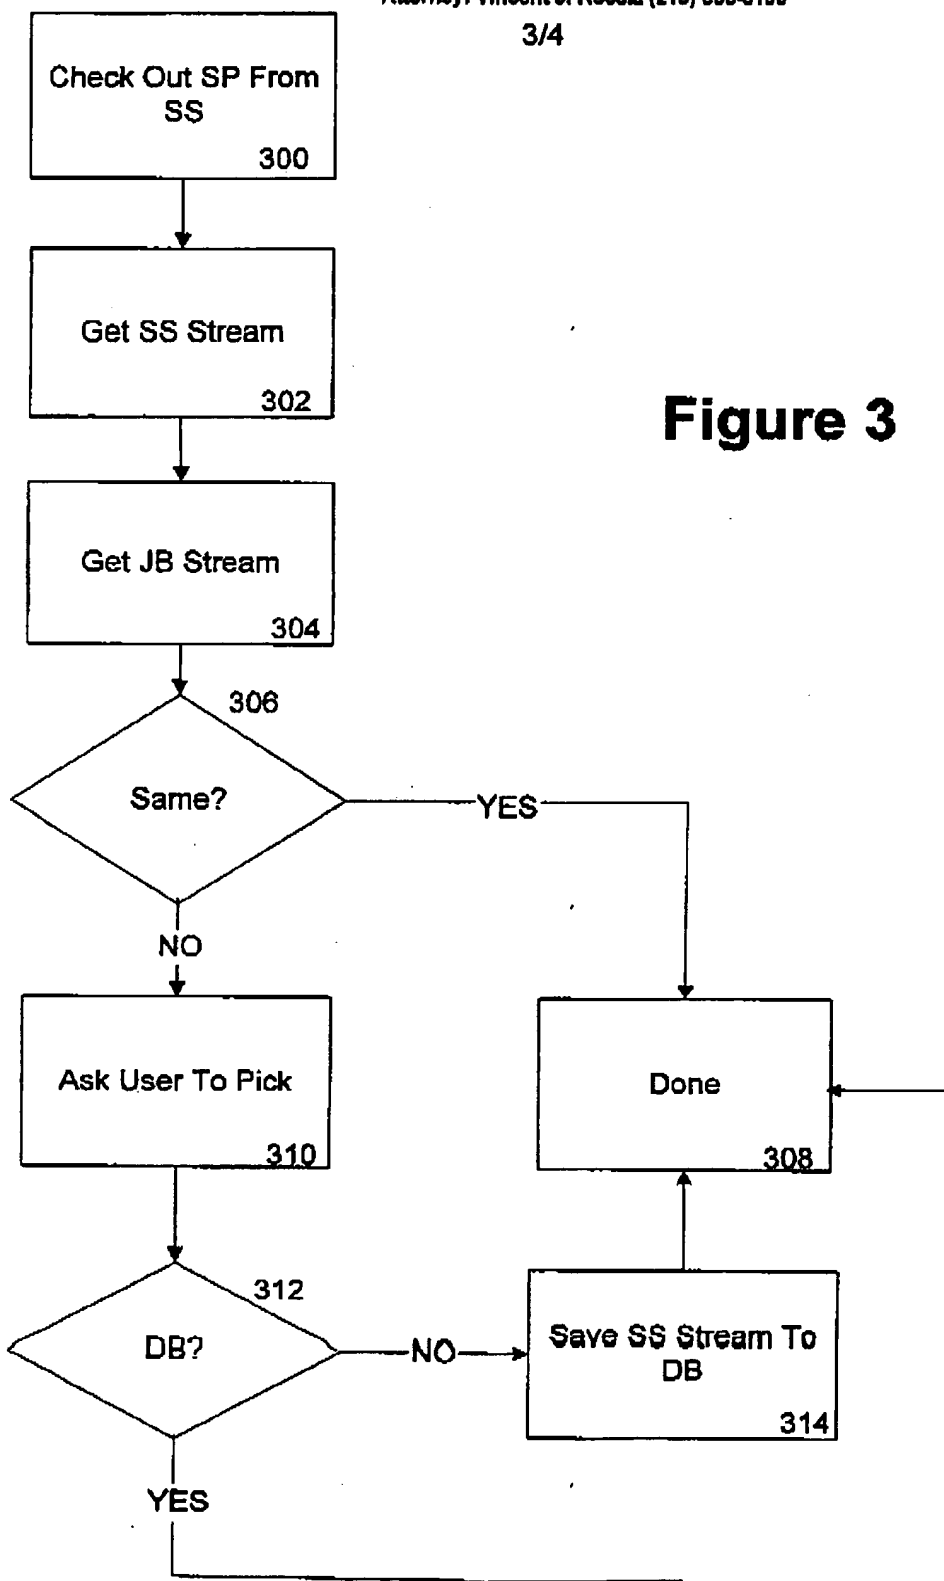 3/4
Check Out SP From
SS
300
Get SS Stream
302
Figure 3
Get JB Stream
304
306
Same?
YES
NO
Ask User To Pick
310
Done
308
312
DB?
NO
Save SS Stream To
DB
314
YES